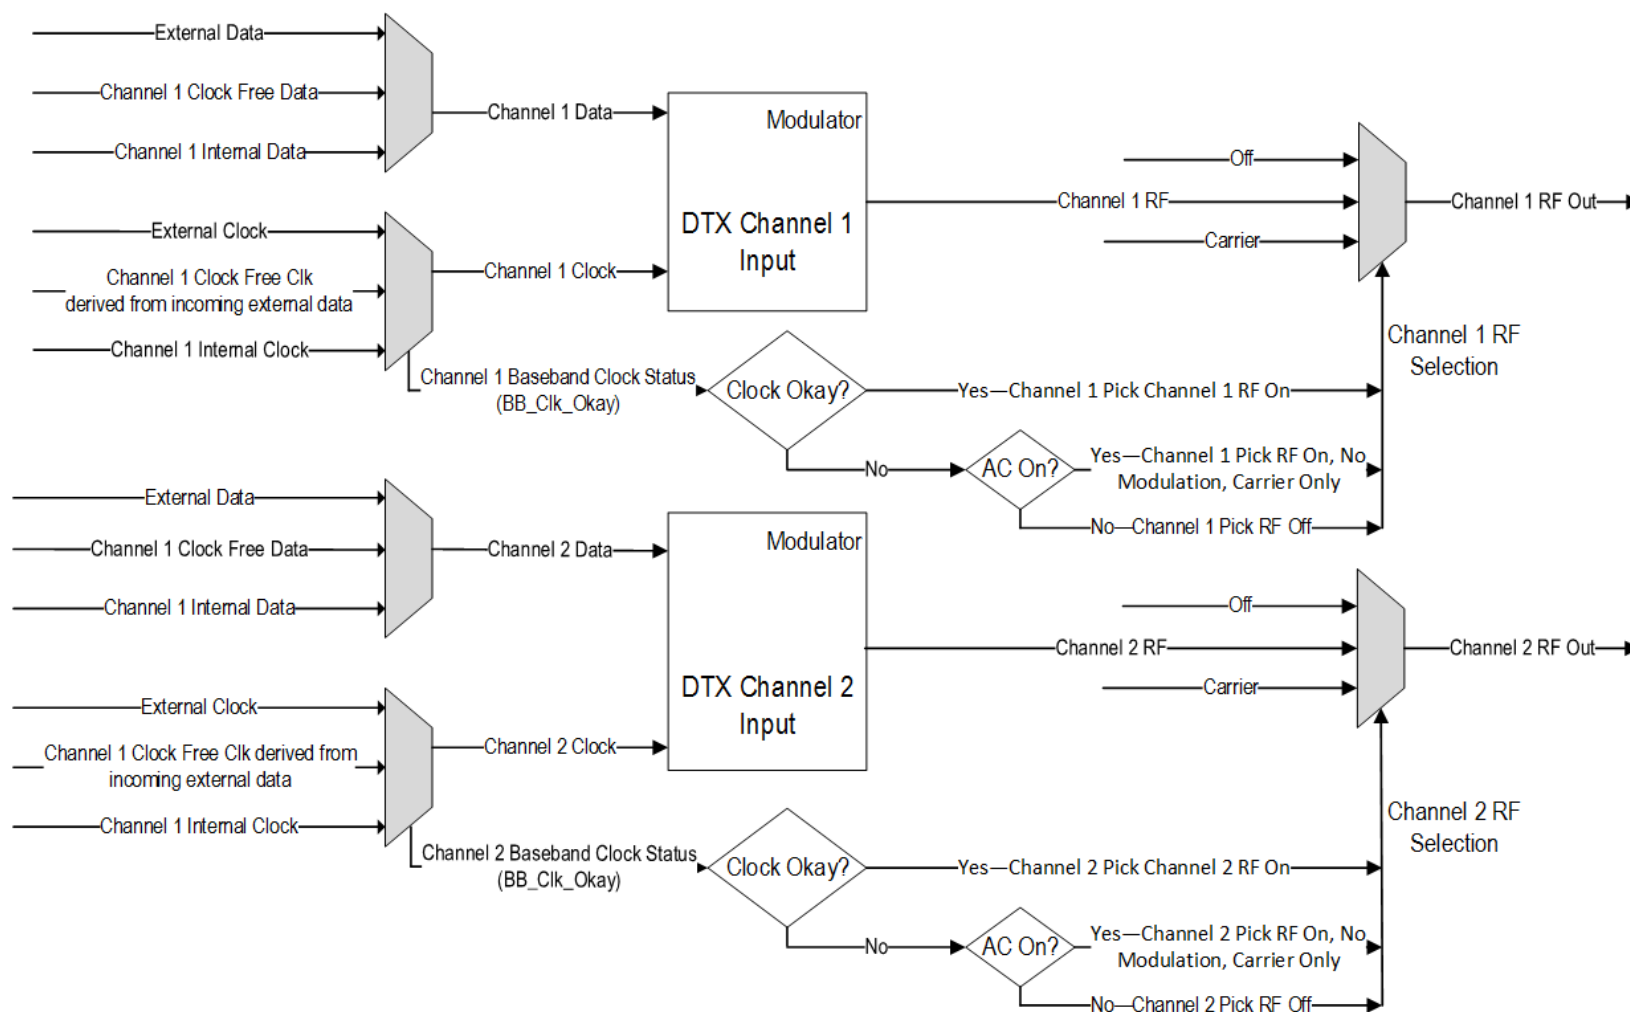 External Data
Channel 1 Clock Free Data
Channel 1 Internal Data
Channel 1 Data
Modulator
DTX Channel 1
Input
Off
Channel 1 RF
Carrier
Channel 1 RF Out
External Clock
Channel 1 Clock Free Clk
derived from incoming external data
Channel 1 Internal Clock
Channel 1 Clock
Channel 1 RF
Selection
Channel 1 Baseband Clock Status
(BB_Clk_Okay)
Clock Okay?
Yes—Channel 1 Pick Channel 1 RF On
No
AC On?
Yes—Channel 1 Pick RF On, No
Modulation, Carrier Only
No—Channel 1 Pick RF Off
External Data
Channel 1 Clock Free Data
Channel 1 Internal Data
Channel 2 Data
Modulator
DTX Channel 2
Input
Off
Channel 2 RF
Carrier
Channel 2 RF Out
External Clock
Channel 1 Clock Free Clk derived from
incoming external data
Channel 1 Internal Clock
Channel 2 Clock
Channel 2 RF
Selection
Channel 2 Baseband Clock Status
(BB_Clk_Okay)
Clock Okay?
Yes—Channel 2 Pick Channel 2 RF On
No
AC On?
Yes—Channel 2 Pick RF On, No
Modulation, Carrier Only
No—Channel 2 Pick RF Off